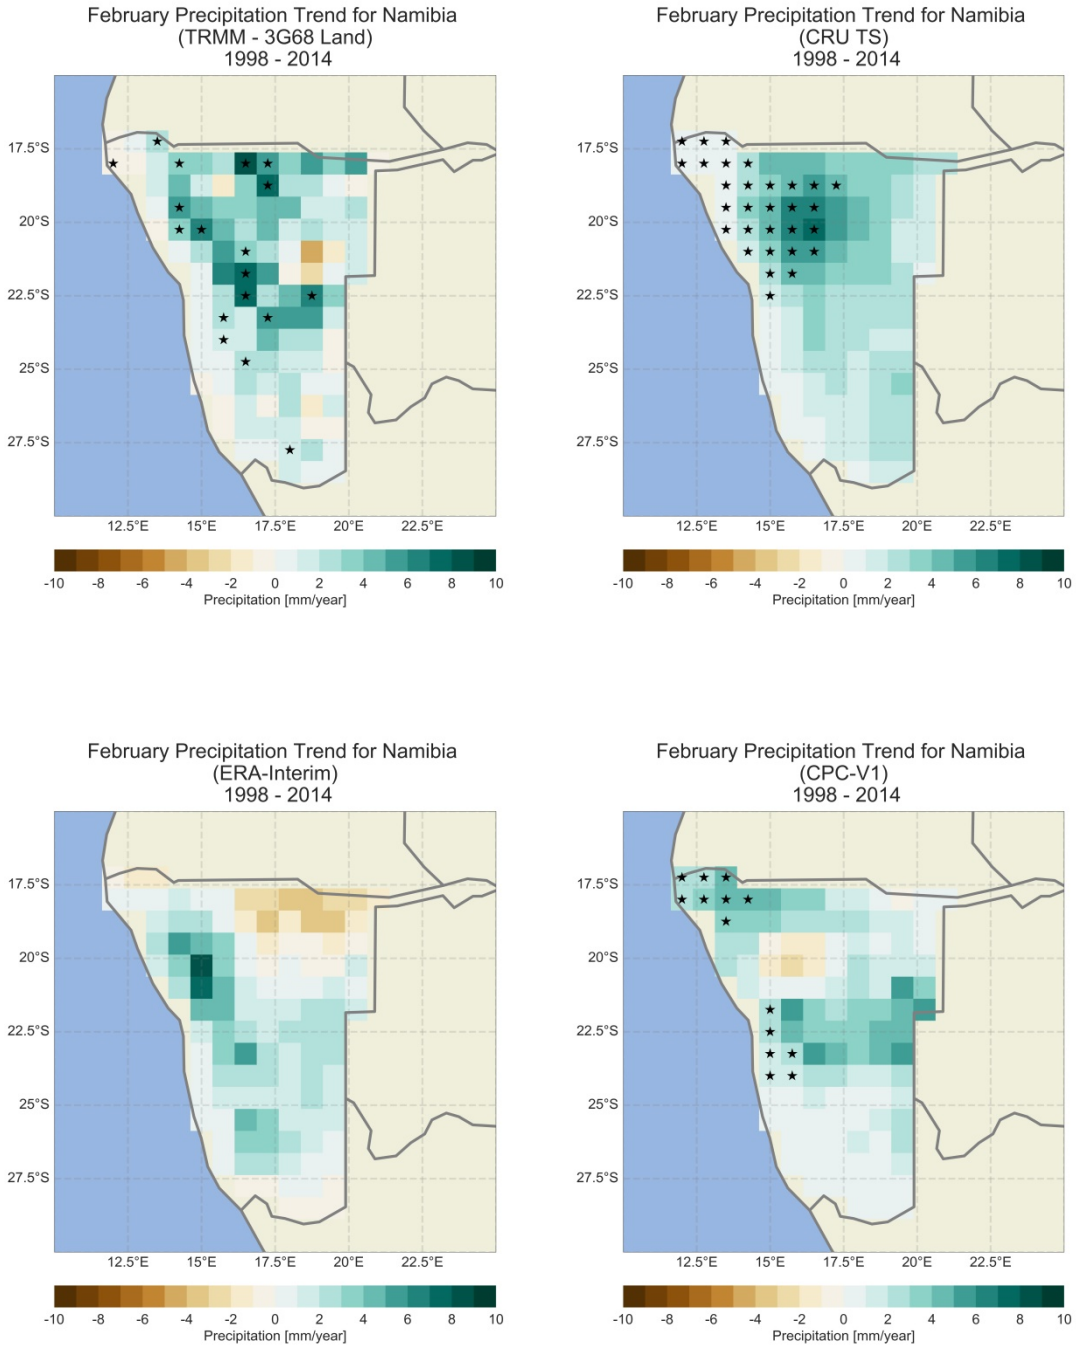 February Precipitation Trend for Namibia
(TRMM - 3G68 Land)
1998 - 2014
17.5°S
20°S
22.5°S
25°S
27.5°S
12.5°E 15°E 17.5°E 20°E 22.5°E
-10 -8 -6 -4 -2 0 2 4 6 8 10
Precipitation [mm/year]
February Precipitation Trend for Namibia
(CRU TS)
1998 - 2014
17.5°S
20°S
22.5°S
25°S
27.5°S
12.5°E 15°E 17.5°E 20°E 22.5°E
-10 -8 -6 -4 -2 0 2 4 6 8 10
Precipitation [mm/year]
February Precipitation Trend for Namibia
(ERA-Interim)
1998 - 2014
17.5°S
20°S
22.5°S
25°S
27.5°S
12.5°E 15°E 17.5°E 20°E 22.5°E
-10 -8 -6 -4 -2 0 2 4 6 8 10
Precipitation [mm/year]
February Precipitation Trend for Namibia
(CPC-V1)
1998 - 2014
17.5°S
20°S
22.5°S
25°S
27.5°S
12.5°E 15°E 17.5°E 20°E 22.5°E
-10 -8 -6 -4 -2 0 2 4 6 8 10
Precipitation [mm/year]